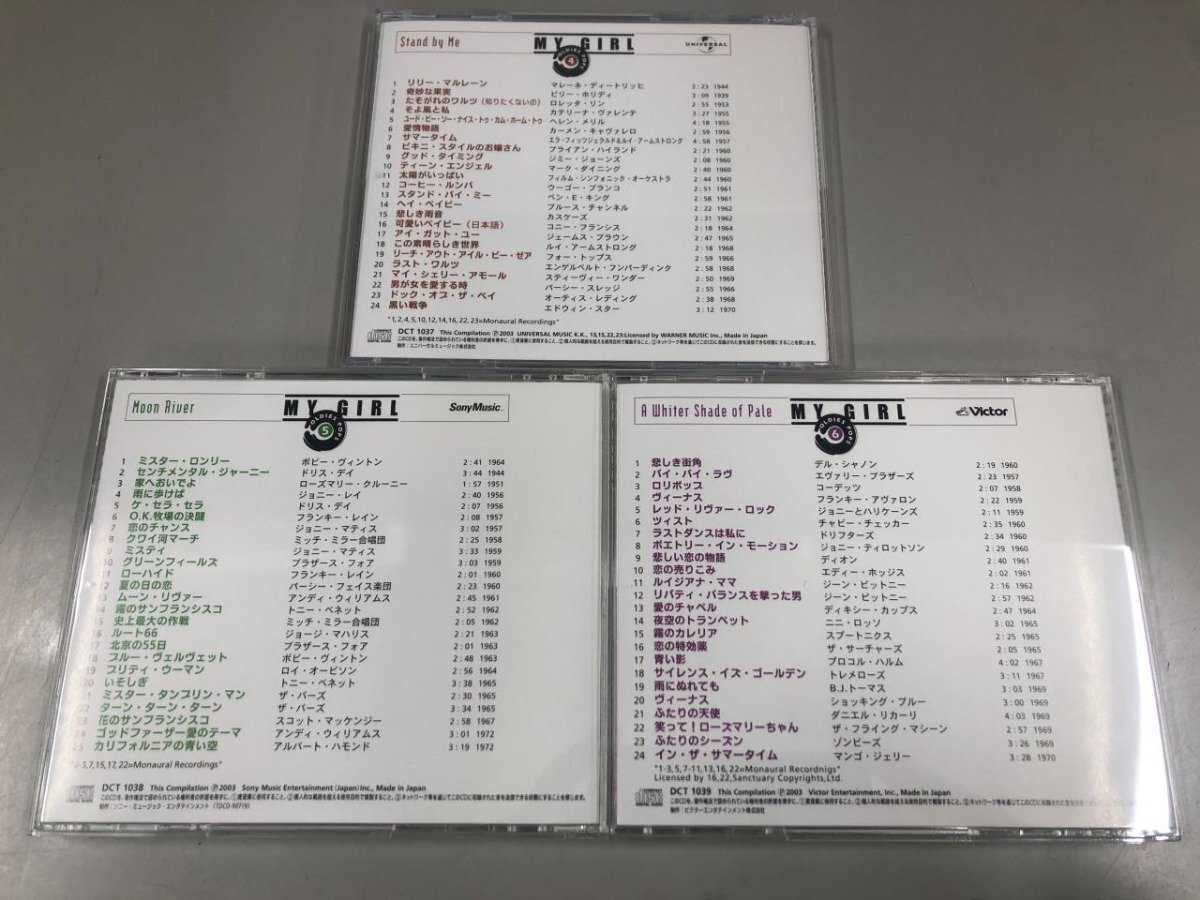 Stand by Me
MY GIRL
OLDIES POPS
4
UNIVERSAL
1 リリー・マルレーン マレーネ・ディートリッヒ 3:23 1944
2 奇妙な果実 ビリー・ホリディ 3:09 1939
3 たそがれのワルツ（知りたくないの） ロレッタ・リン 2:55 1953
4 そよ風と私 カテリーナ・ヴァレンテ 3:27 1955
5 ユード・ビー・ソー・ナイス・トゥ・カム・ホーム・トゥ ヘレン・メリル 4:18 1955
6 愛情物語 カーメン・キャヴァレロ 2:59 1956
7 サマータイム エラ・フィッツジェラルド&ルイ・アームストロング 4:58 1957
8 ビキニ・スタイルのお嬢さん ブライアン・ハイランド 2:21 1960
9 グッド・タイミング ジミー・ジョーンズ 2:08 1960
10 ティーン・エンジェル マーク・ダイニング 2:40 1960
11 太陽がいっぱい フィルム・シンフォニック・オーケストラ 2:44 1960
12 コーヒー・ルンバ ウーゴー・ブランコ 2:51 1961
13 スタンド・バイ・ミー ベン・E・キング 2:58 1961
14 ヘイ・ベイビー ブルース・チャンネル 2:22 1962
15 悲しき雨音 カスケーズ 2:31 1962
16 可愛いベイビー（日本語） コニー・フランシス 2:18 1964
17 アイ・ガット・ユー ジェームス・ブラウン 2:47 1965
18 この素晴らしき世界 ルイ・アームストロング 2:18 1968
19 リーチ・アウト・アイル・ビー・ゼア フォー・トップス 2:59 1966
20 ラスト・ワルツ エンゲルベルト・フンパーディンク 2:58 1968
21 マイ・シェリー・アモール スティーヴィー・ワンダー 2:50 1969
22 男が女を愛する時 パーシー・スレッジ 2:55 1966
23 ドック・オブ・ザ・ベイ オーティス・レディング 2:38 1968
24 黒い戦争 エドウィン・スター 3:12 1970
"1,2,4,5,10,12,14,16,22,23=Monaural Recordings"
DCT 1037 This Compilation ℗2003 UNIVERSAL MUSIC K.K., 13,15,22,23:Licensed by WARNER MUSIC Inc., Made in Japan
制作：ユニバーサルミュージック株式会社
Moon River
MY GIRL
OLDIES POPS
5
SonyMusic
1 ミスター・ロンリー ボビー・ヴィントン 2:41 1964
2 センチメンタル・ジャーニー ドリス・デイ 3:44 1944
3 家へおいでよ ローズマリー・クルーニー 1:57 1951
4 雨に歩けば ジョニー・レイ 2:40 1956
5 ケ・セラ・セラ ドリス・デイ 2:07 1956
6 O.K.牧場の決闘 フランキー・レイン 2:08 1957
7 恋のチャンス ジョニー・マティス 3:02 1957
8 クワイ河マーチ ミッチ・ミラー合唱団 2:25 1958
9 ミスティ ジョニー・マティス 3:33 1959
10 グリーンフィールズ ブラザース・フォア 3:03 1959
11 ローハイド フランキー・レイン 2:01 1960
12 夏の日の恋 パーシー・フェイス楽団 2:23 1960
13 ムーン・リヴァー アンディ・ウィリアムス 2:45 1961
14 霧のサンフランシスコ トニー・ベネット 2:52 1962
15 史上最大の作戦 ミッチ・ミラー合唱団 2:05 1962
16 ルート66 ジョージ・マハリス 2:21 1963
17 北京の55日 ブラザース・フォア 2:01 1963
18 ブルー・ヴェルヴェット ボビー・ヴィントン 2:48 1963
19 プリティ・ウーマン ロイ・オービソン 2:56 1964
20 いそしぎ トニー・ベネット 3:38 1965
21 ミスター・タンブリン・マン ザ・バーズ 2:30 1965
22 ターン・ターン・ターン ザ・バーズ 3:34 1965
23 花のサンフランシスコ スコット・マッケンジー 2:58 1967
24 ゴッドファーザー愛のテーマ アンディ・ウィリアムス 3:01 1972
25 カリフォルニアの青い空 アルバート・ハモンド 3:19 1972
"2-5,7,15,17,22=Monaural Recordings"
DCT 1038 This Compilation ℗2003 Sony Music Entertainment (Japan) Inc., Made in Japan
制作：ソニー・ミュージック・エンタテインメント (TDCD-90719)
A Whiter Shade of Pale
MY GIRL
OLDIES POPS
6
Victor
1 悲しき街角 デル・シャノン 2:19 1960
2 バイ・バイ・ラヴ エヴァリー・ブラザーズ 2:23 1957
3 ロリポップ コーデッツ 2:07 1958
4 ヴィーナス フランキー・アヴァロン 2:22 1959
5 レッド・リヴァー・ロック ジョニーとハリケーンズ 2:11 1959
6 ツイスト チャビー・チェッカー 2:35 1960
7 ラストダンスは私に ドリフターズ 2:34 1960
8 ポエトリー・イン・モーション ジョニー・ティロットソン 2:29 1960
9 悲しい恋の物語 ディオン 2:40 1961
10 恋の売りこみ エディー・ホッジス 2:02 1961
11 ルイジアナ・ママ ジーン・ピットニー 2:16 1962
12 リバティ・バランスを撃った男 ジーン・ピットニー 2:57 1962
13 愛のチャペル ディキシー・カップス 2:47 1964
14 夜空のトランペット ニニ・ロッソ 3:02 1965
15 霧のカレリア スプートニクス 2:25 1965
16 恋の特効薬 ザ・サーチャーズ 2:05 1965
17 青い影 プロコル・ハルム 4:02 1967
18 サイレンス・イズ・ゴールデン トレメローズ 3:11 1967
19 雨にぬれても B.J.トーマス 3:03 1969
20 ヴィーナス ショッキング・ブルー 3:00 1969
21 ふたりの天使 ダニエル・リカーリ 4:03 1969
22 笑って！ローズマリーちゃん ザ・フライング・マシーン 2:57 1969
23 ふたりのシーズン ゾンビーズ 3:26 1969
24 イン・ザ・サマータイム マンゴ・ジェリー 3:28 1970
"1-3,5,7-11,13,16,22=Monaural Recordnigs"
Licensed by 16,22,Sanctuary Copyrights,Ltd.
DCT 1039 This Compilation ℗2003 Victor Entertainment, Inc., Made in Japan
制作：ビクターエンタテインメント株式会社